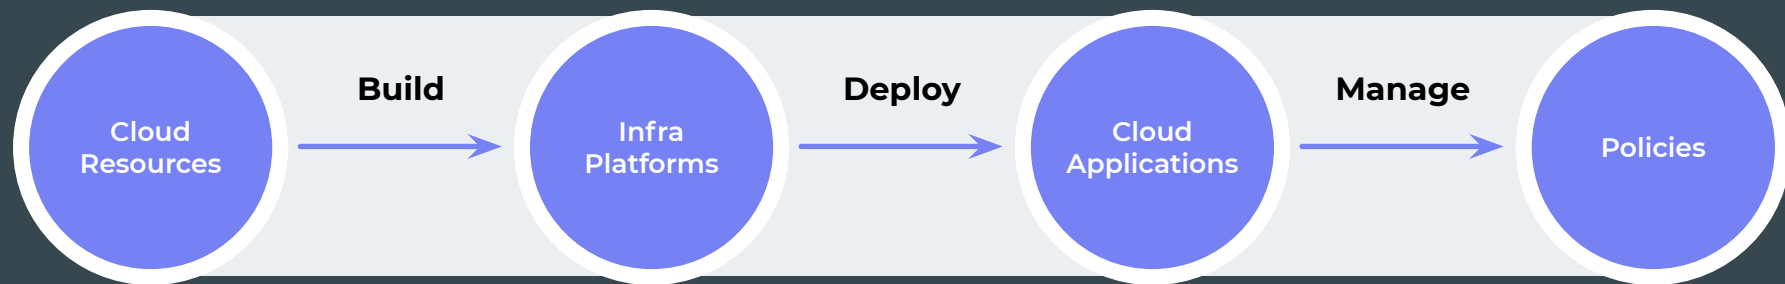 Cloud
Resources
Build
Infra
Platforms
Deploy
Cloud
Applications
Manage
Policies